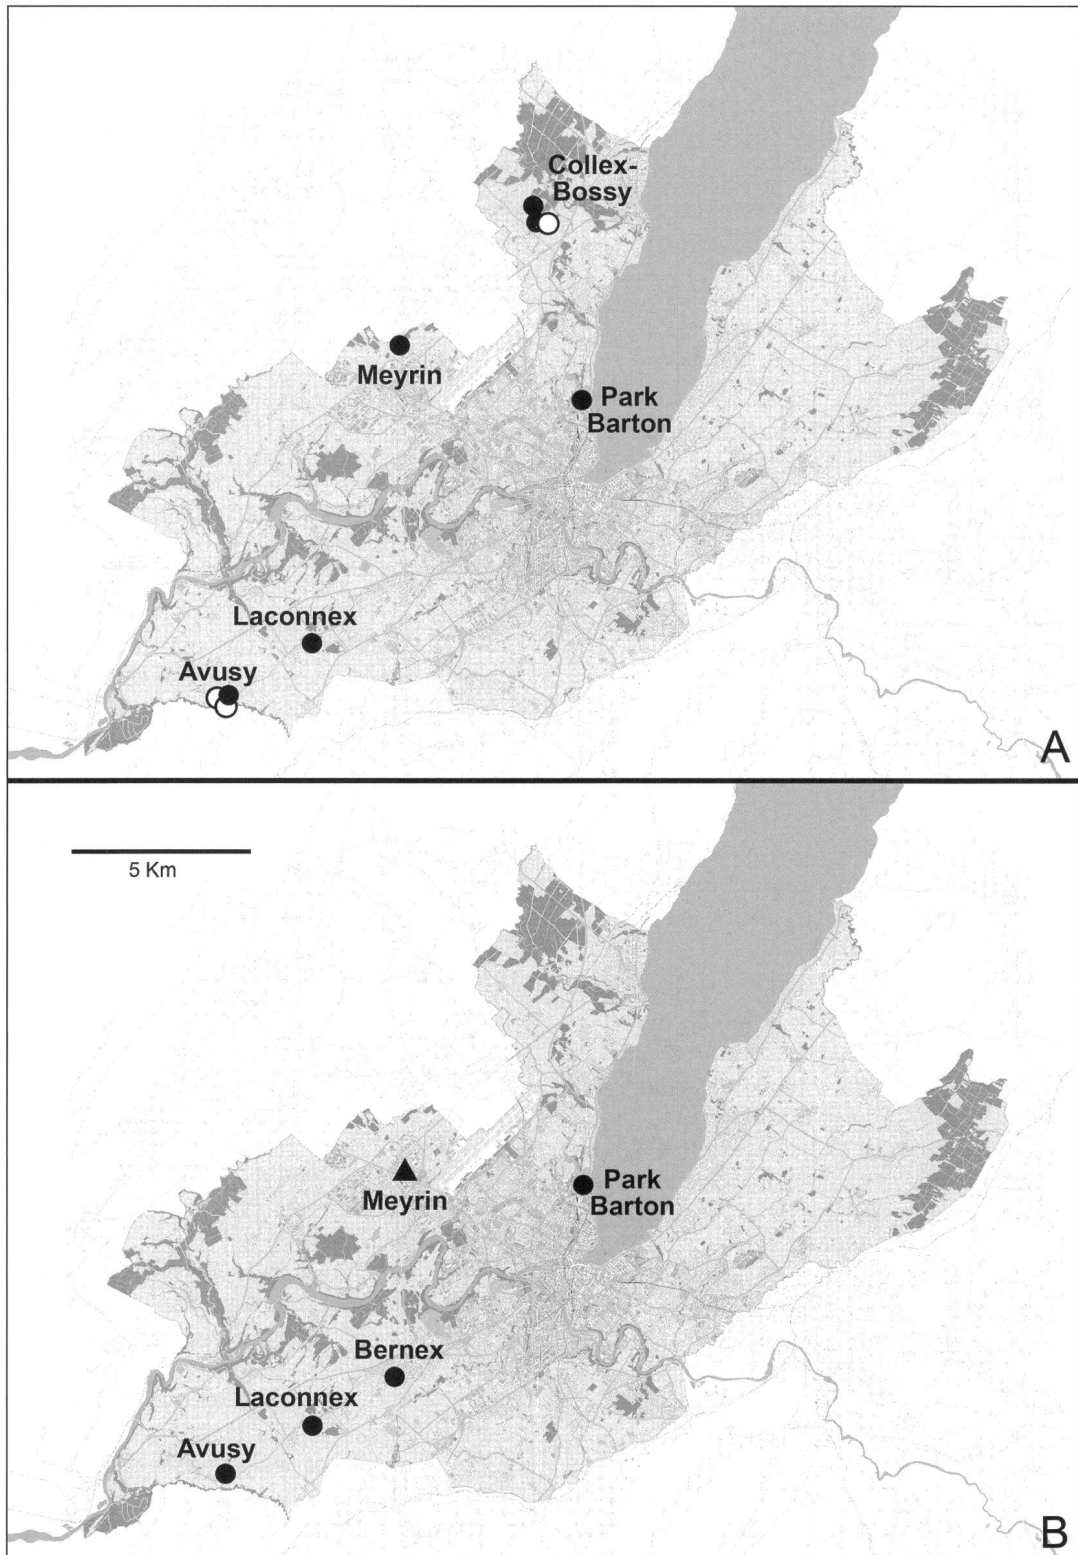 Collex-
Bossy
Meyrin
Park
Barton
Laconnex
Avusy
A
5 Km
Park
Barton
Meyrin
Bernex
Laconnex
Avusy
B